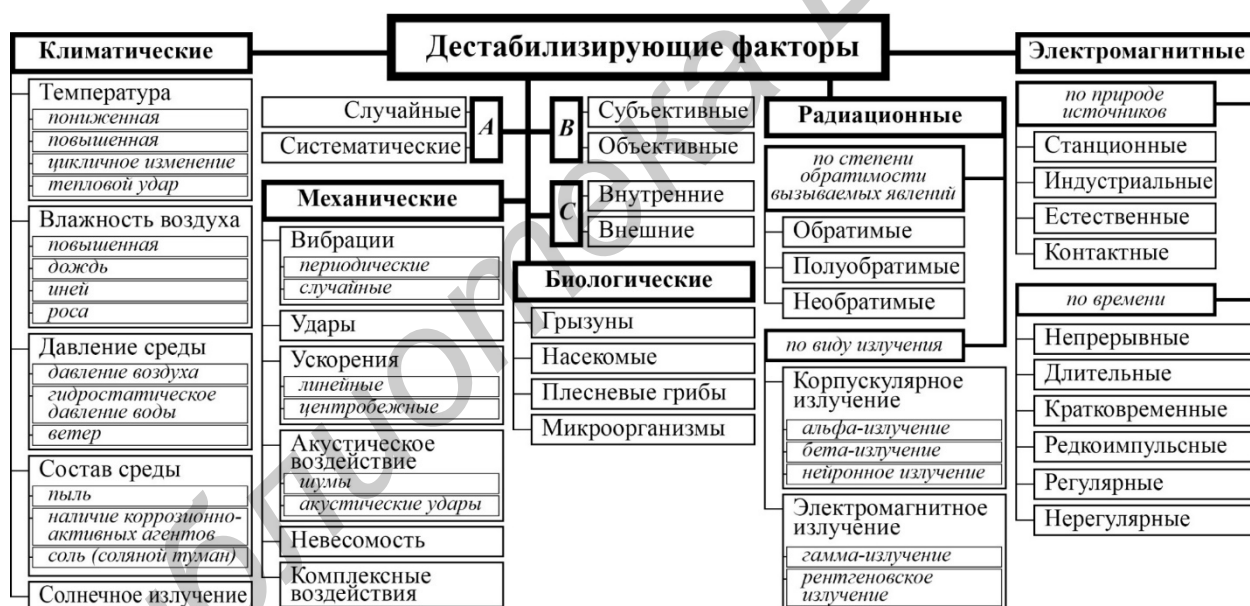 Дестабилизирующие факторы
Климатические
Температура
пониженная
повышенная
цикличное изменение
тепловой удар
Влажность воздуха
повышенная
дождь
иней
роса
Давление среды
давление воздуха
гидростатическое
давление воды
ветер
Состав среды
пыль
наличие коррозионно-
активных агентов
соль (соляной туман)
Солнечное излучение
Случайные
Систематические
A
B
Субъективные
Объективные
C
Внутренние
Внешние
Механические
Вибрации
периодические
случайные
Удары
Ускорения
линейные
центробежные
Акустическое
воздействие
шумы
акустические удары
Невесомость
Комплексные
воздействия
Биологические
Грызуны
Насекомые
Плесневые грибы
Микроорганизмы
Радиационные
по степени
обратимости
вызываемых явлений
Обратимые
Полуобратимые
Необратимые
по виду излучения
Корпускулярное
излучение
альфа-излучение
бета-излучение
нейронное излучение
Электромагнитное
излучение
гамма-излучение
рентгеновское
излучение
Электромагнитные
по природе
источников
Станционные
Индустриальные
Естественные
Контактные
по времени
Непрерывные
Длительные
Кратковременные
Редкоимпульсные
Регулярные
Нерегулярные